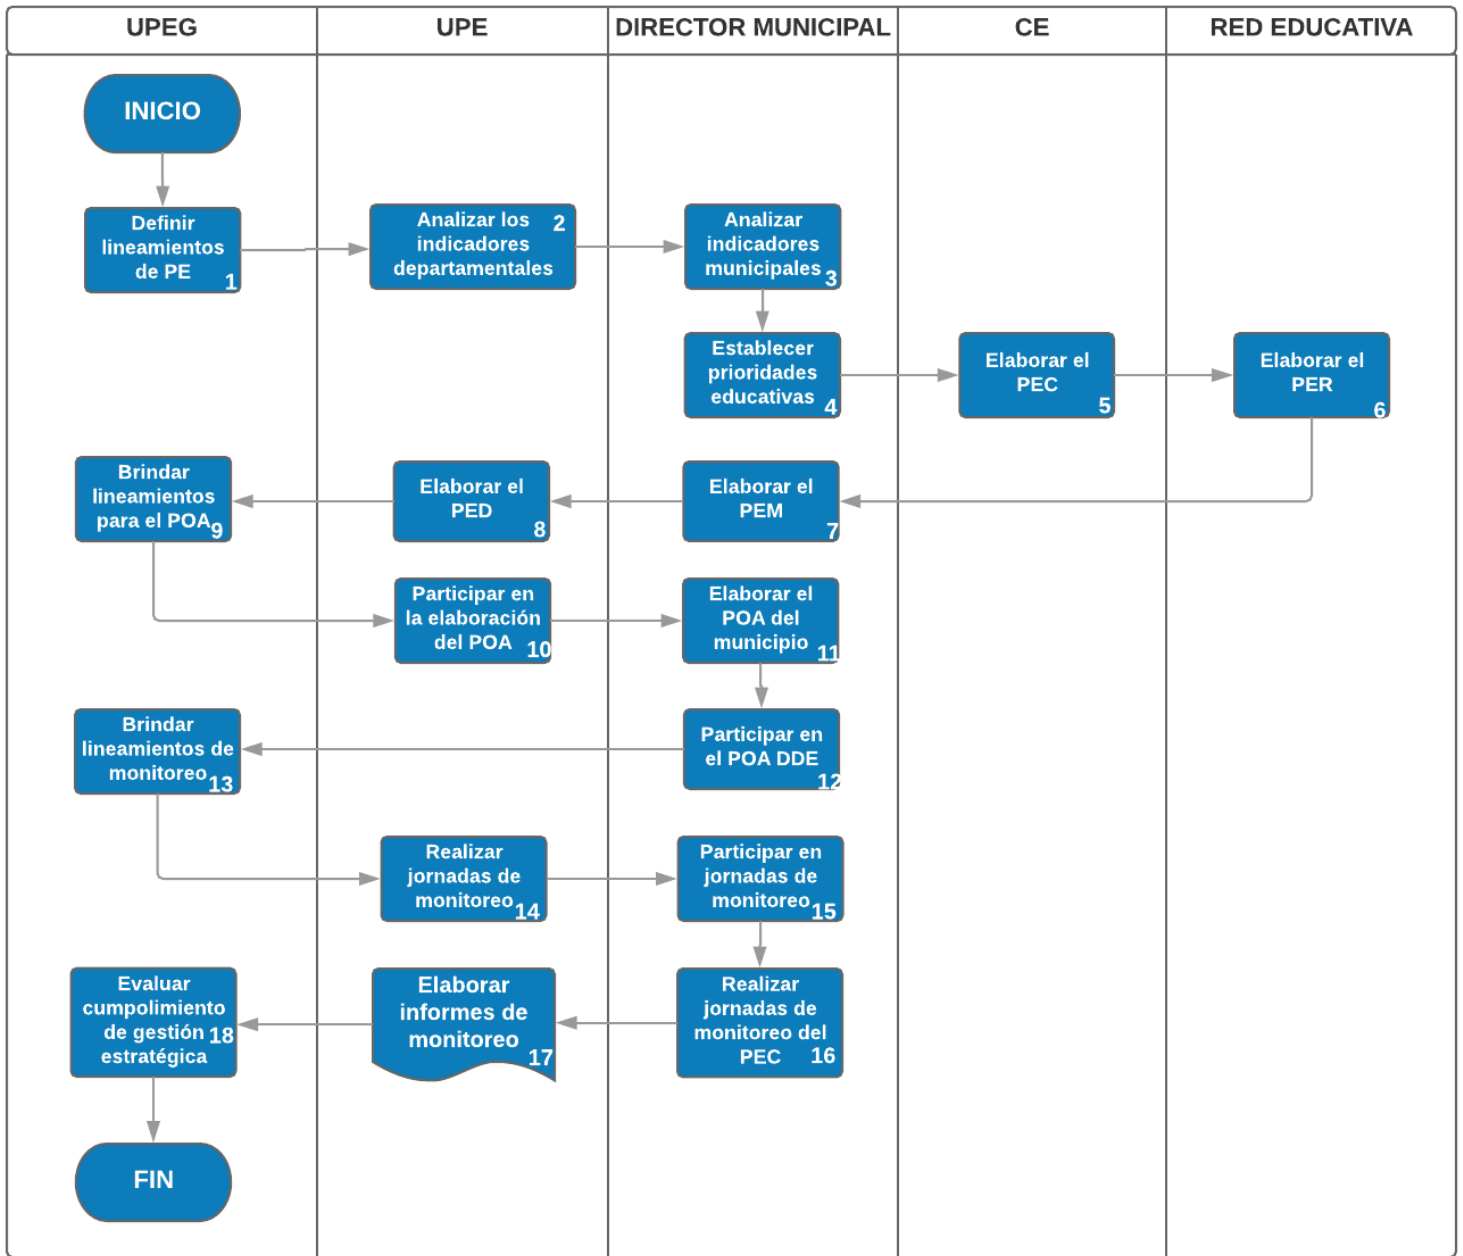 UPEG
UPE
DIRECTOR MUNICIPAL
CE
RED EDUCATIVA
INICIO
Definir
lineamientos
de PE
1
Analizar los
indicadores
departamentales
2
Analizar
indicadores
municipales
3
Establecer
prioridades
educativas
4
Elaborar el
PEC
5
Elaborar el
PER
6
Elaborar el
PEM
7
Elaborar el
PED
8
Brindar
lineamientos
para el POA
9
Participar en
la elaboración
del POA
10
Elaborar el
POA del
municipio
11
Participar en
el POA DDE
12
Brindar
lineamientos de
monitoreo
13
Realizar
jornadas de
monitoreo
14
Participar en
jornadas de
monitoreo
15
Realizar
jornadas de
monitoreo del
PEC
16
Elaborar
informes de
monitoreo
17
Evaluar
cumpolimiento
de gestión
estratégica
18
FIN